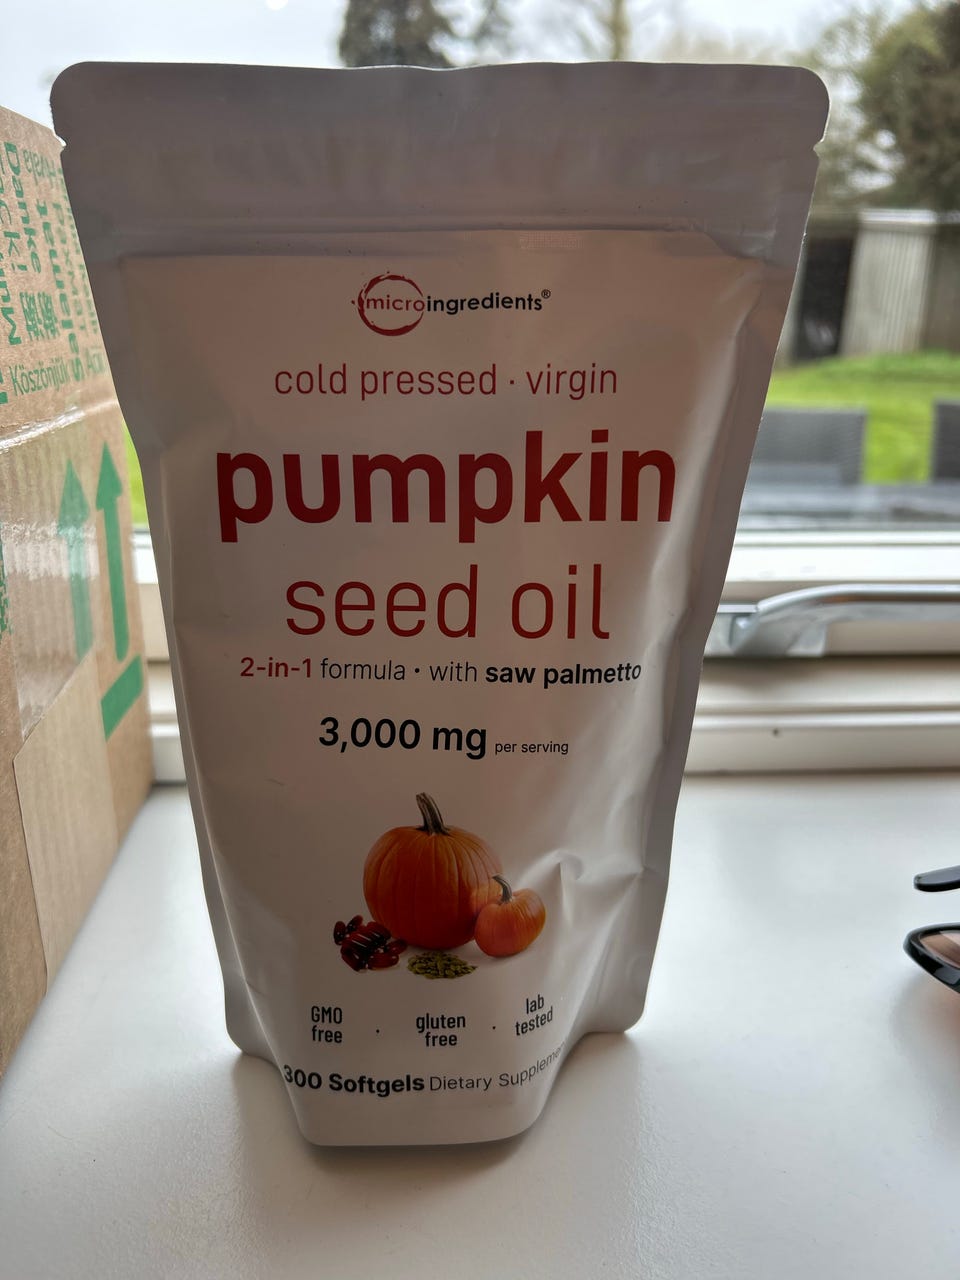 microingredients®
cold pressed · virgin
pumpkin
seed oil
2-in-1 formula · with saw palmetto
3,000 mg per serving
GMO free · gluten free · lab tested
300 Softgels Dietary Supplement
Danke
Köszönjük